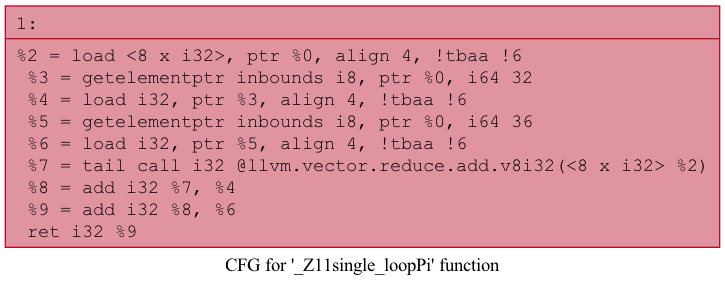 1:
%2 = load <8 x i32>, ptr %0, align 4, !tbaa !6
%3 = getelementptr inbounds i8, ptr %0, i64 32
%4 = load i32, ptr %3, align 4, !tbaa !6
%5 = getelementptr inbounds i8, ptr %0, i64 36
%6 = load i32, ptr %5, align 4, !tbaa !6
%7 = tail call i32 @llvm.vector.reduce.add.v8i32(<8 x i32> %2)
%8 = add i32 %7, %4
%9 = add i32 %8, %6
ret i32 %9
CFG for '_Z11single_loopPi' function